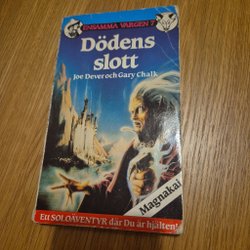 ENSAMMA VARGEN 7
Dödens
slott
Joe Dever och Gary Chalk
Magnakai
Ett SOLOÄVENTYR där Du är hjälten!